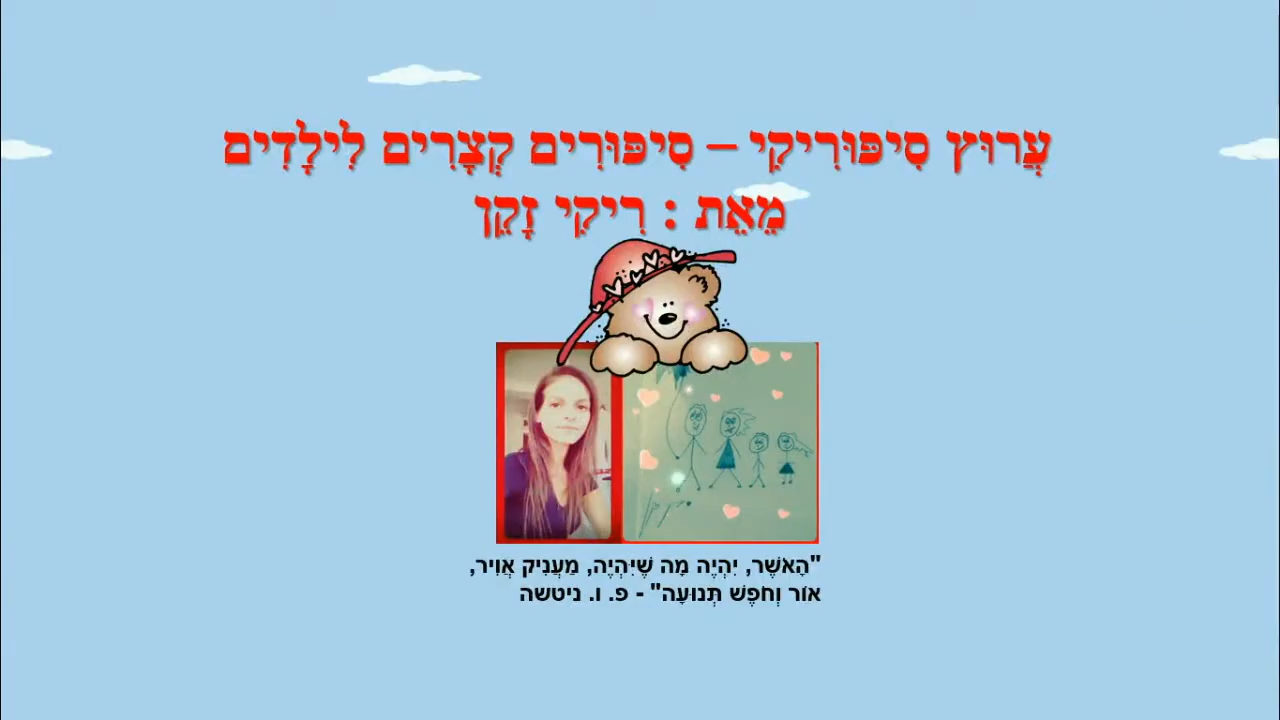 עֲרוּץ סִיפּוּרִיקִי – סִיפּוּרִים קְצָרִים לִילָדִים
מֵאֵת : רִיקִי זָקֵן
"הָאֹשֶׁר, יִהְיֶה מָה שֶׁיִּהְיֶה, מַעֲנִיק אֲוִיר,
אוֹר וְחֹפֶשׁ תְּנוּעָה" - פ. ו. ניטשה